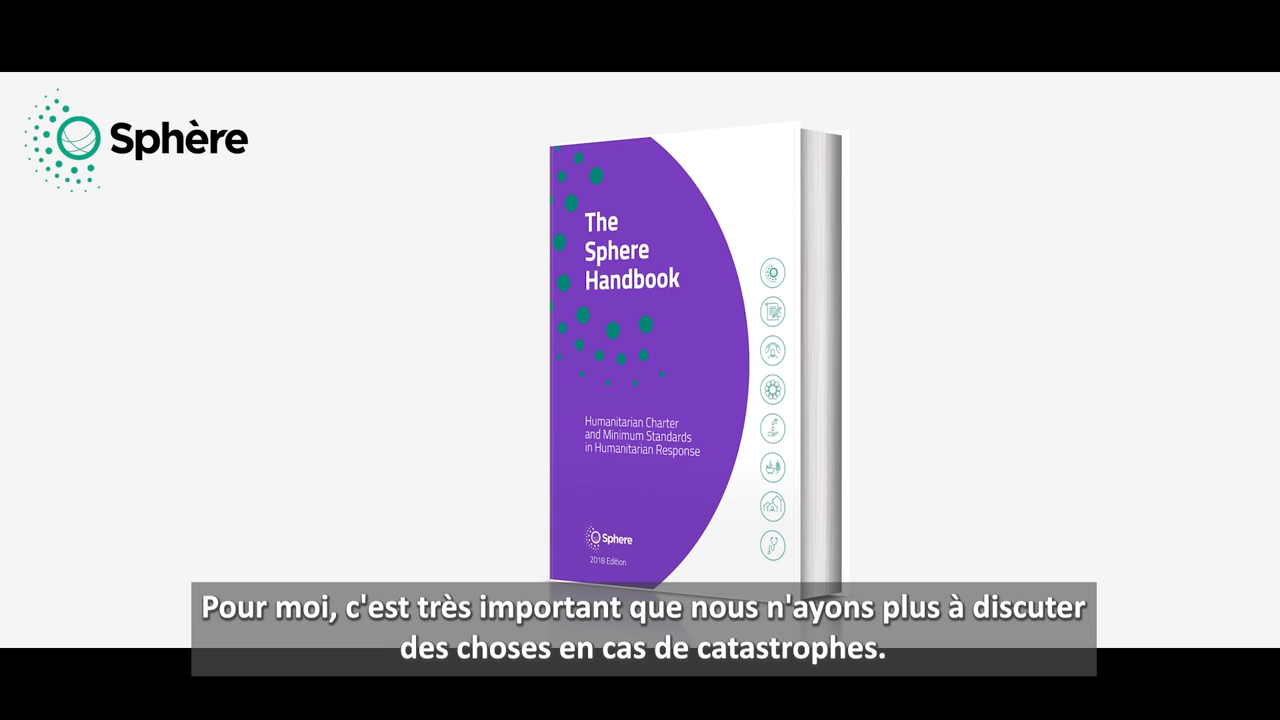 Sphère
The
Sphere
Handbook
Humanitarian Charter
and Minimum Standards
in Humanitarian Response
Sphere
2018 Edition
Pour moi, c'est très important que nous n'ayons plus à discuter
des choses en cas de catastrophes.